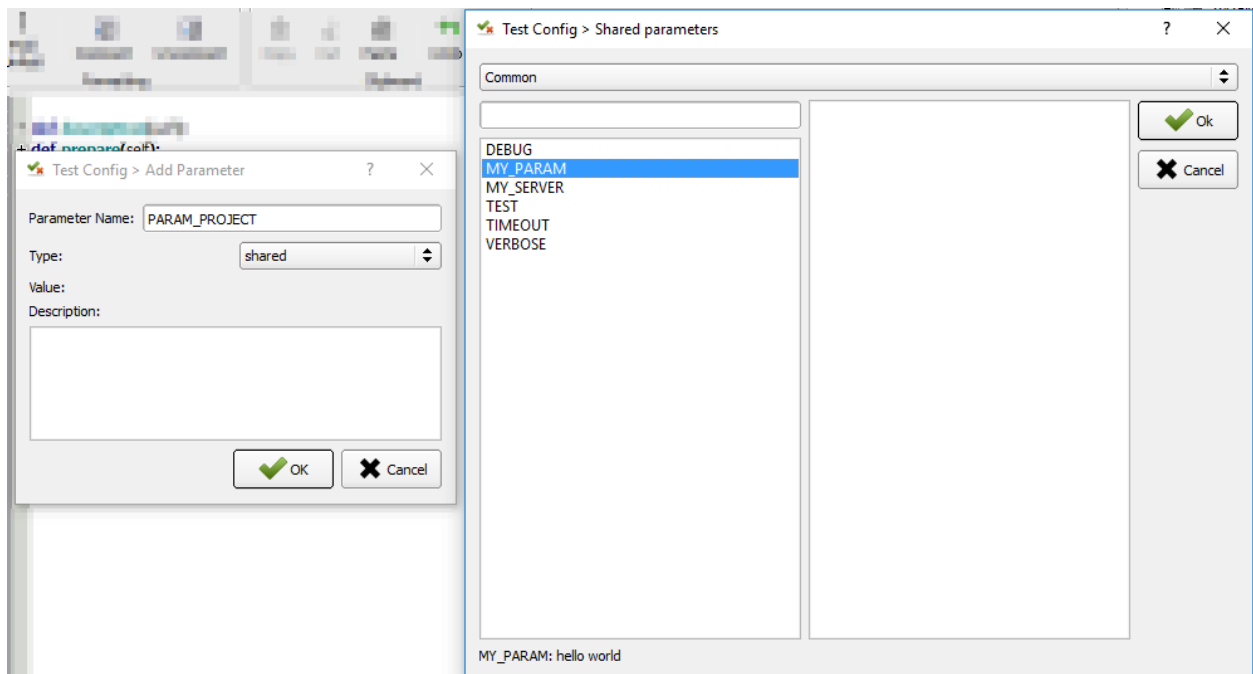 def prepare(self):
Test Config > Add Parameter
Parameter Name: PARAM_PROJECT
Type: shared
Value:
Description:
OK Cancel
Test Config > Shared parameters
Common
DEBUG
MY_PARAM
MY_SERVER
TEST
TIMEOUT
VERBOSE
Ok
Cancel
MY_PARAM: hello world